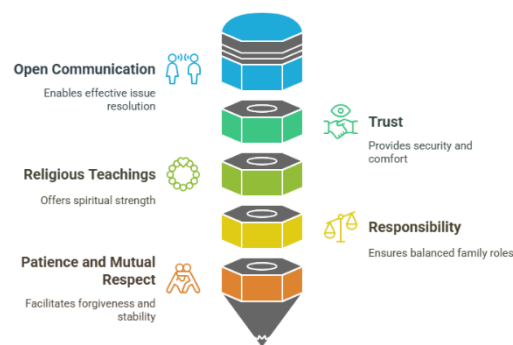 Open Communication
Enables effective issue
resolution
Trust
Provides security and
comfort
Religious Teachings
Offers spiritual strength
Responsibility
Ensures balanced family roles
Patience and Mutual
Respect
Facilitates forgiveness and
stability